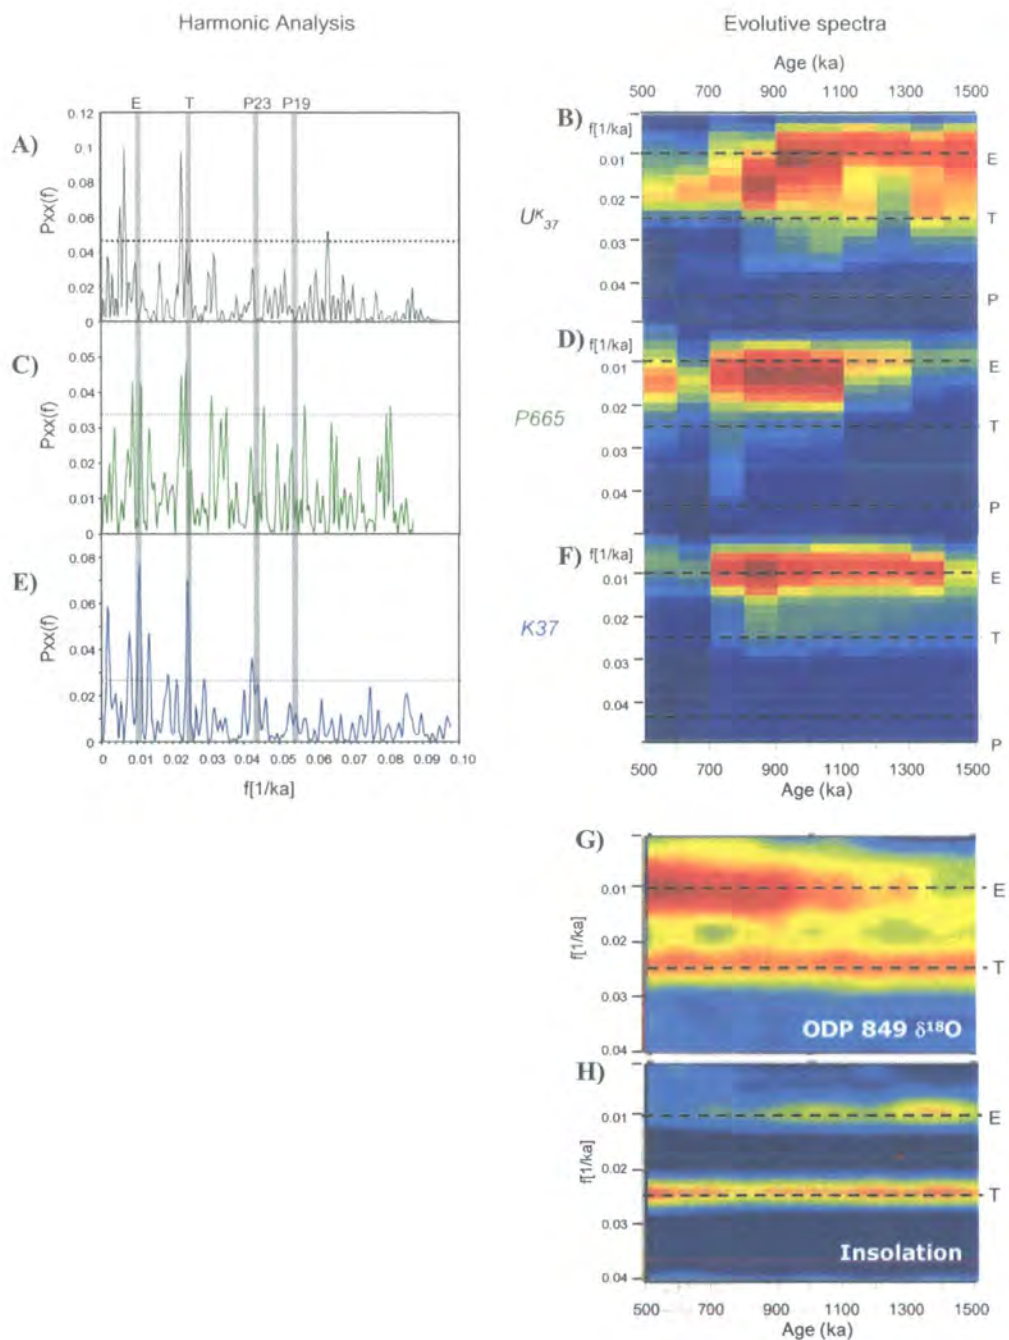 Harmonic Analysis
Evolutive spectra
Age (ka)
500 700 900 1100 1300 1500
E T P23 P19
A)
0.12
0.1
0.08
0.06
0.04
0.02
0
Pxx(f)
B)
f[1/ka]
0.01
0.02
0.03
0.04
E
T
P
U^K_37
C)
0.05
0.04
0.03
0.02
0.01
0
Pxx(f)
D)
f[1/ka]
0.01
0.02
0.03
0.04
E
T
P
P665
E)
0.08
0.06
0.04
0.02
0
Pxx(f)
0 0.01 0.02 0.03 0.04 0.05 0.06 0.07 0.08 0.09 0.10
f[1/ka]
F)
f[1/ka]
0.01
0.02
0.03
0.04
E
T
P
K37
500 700 900 1100 1300 1500
Age (ka)
G)
0.01
0.02
0.03
0.04
f[1/ka]
E
T
ODP 849 δ¹⁸O
H)
0.01
0.02
0.03
0.04
f[1/ka]
E
T
Insolation
500 700 900 1100 1300 1500
Age (ka)